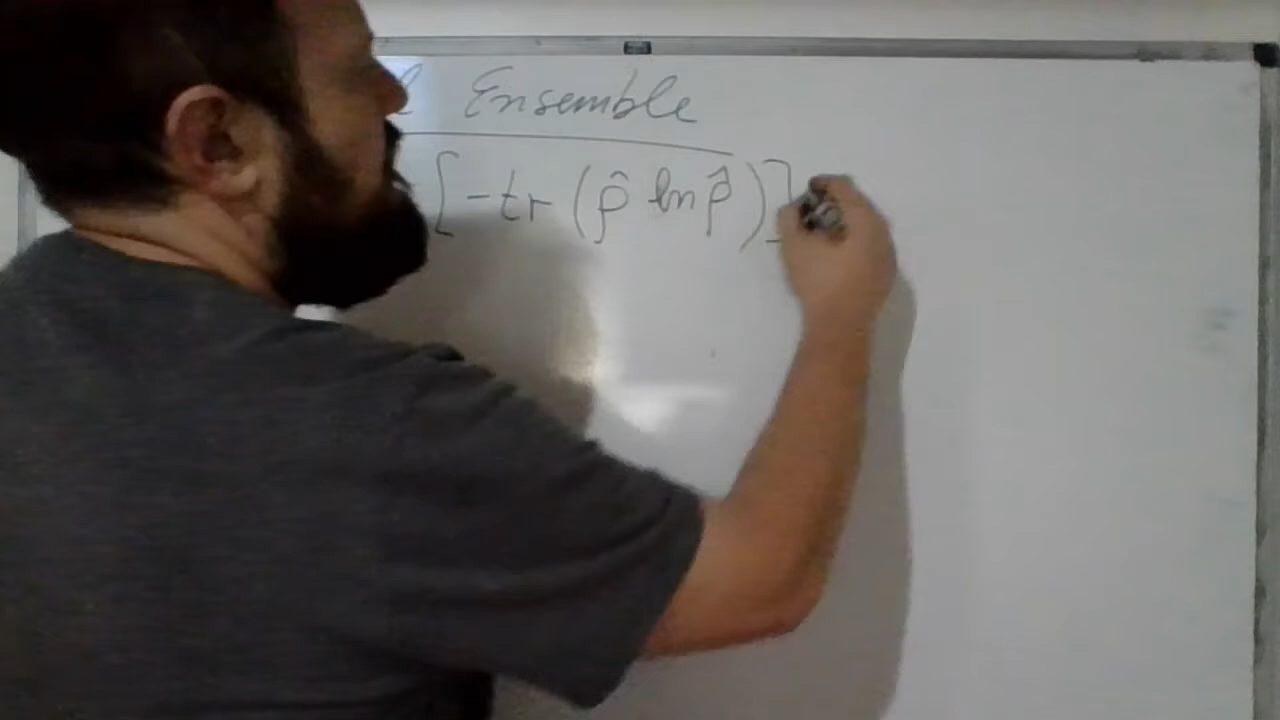 Ensemble
[-tr (ρ̂ ln ρ̂)]